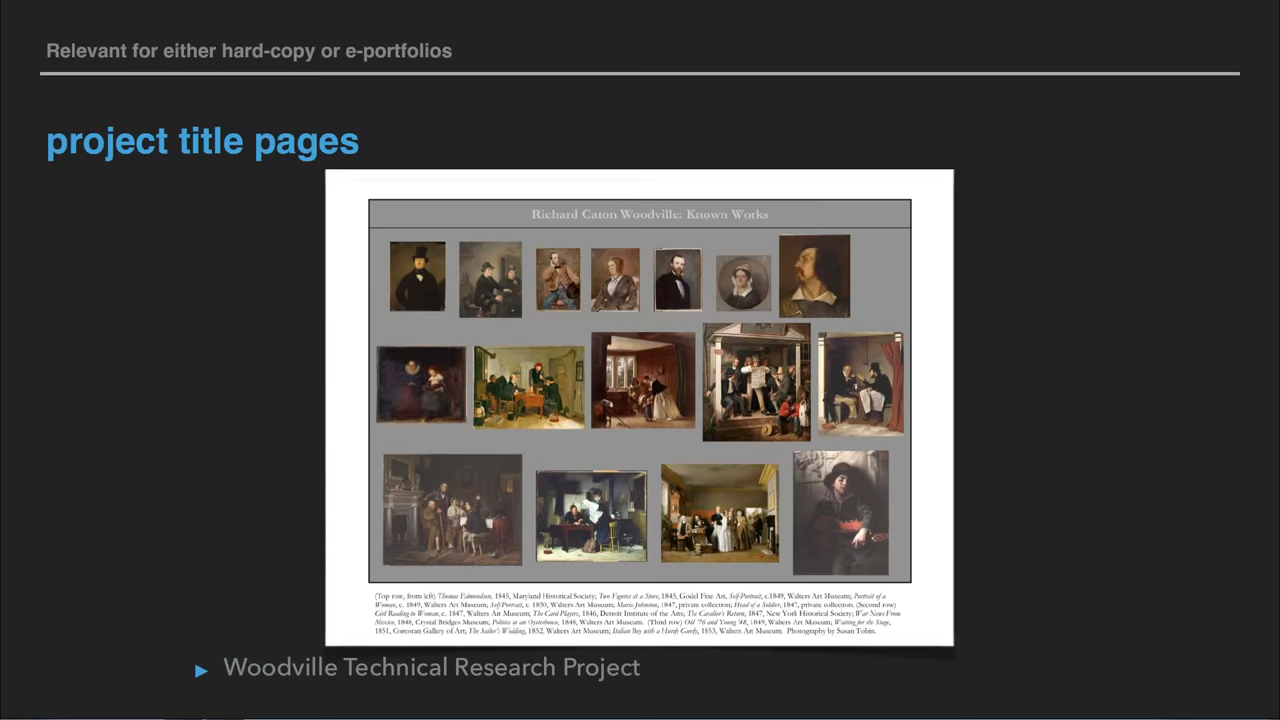 Relevant for either hard-copy or e-portfolios
project title pages
Richard Caton Woodville: Known Works
(Top row, from left) Thomas Edmondson, 1845, Maryland Historical Society; Two Figures at a Stove, 1845, Godel Fine Art, Self-Portrait, c.1849, Walters Art Museum; Portrait of a
Woman, c. 1849, Walters Art Museum; Self-Portrait, c. 1850, Walters Art Museum; Maria Johnston, 1847, private collection; Head of a Soldier, 1847, private collection. (Second row)
Girl Reading to Woman, c. 1847, Walters Art Museum; The Card Players, 1846, Detroit Institute of the Arts; The Cavalier's Return, 1847, New York Historical Society; War News From
Mexico, 1848, Crystal Bridges Museum; Politics in an Oysterhouse, 1848, Walters Art Museum. (Third row) Old '76 and Young '48, 1849, Walters Art Museum; Waiting for the Stage,
1851, Corcoran Gallery of Art; The Sailor's Wedding, 1852, Walters Art Museum; Italian Boy with a Hurdy Gurdy, 1853, Walters Art Museum. Photography by Susan Tobin.
Woodville Technical Research Project